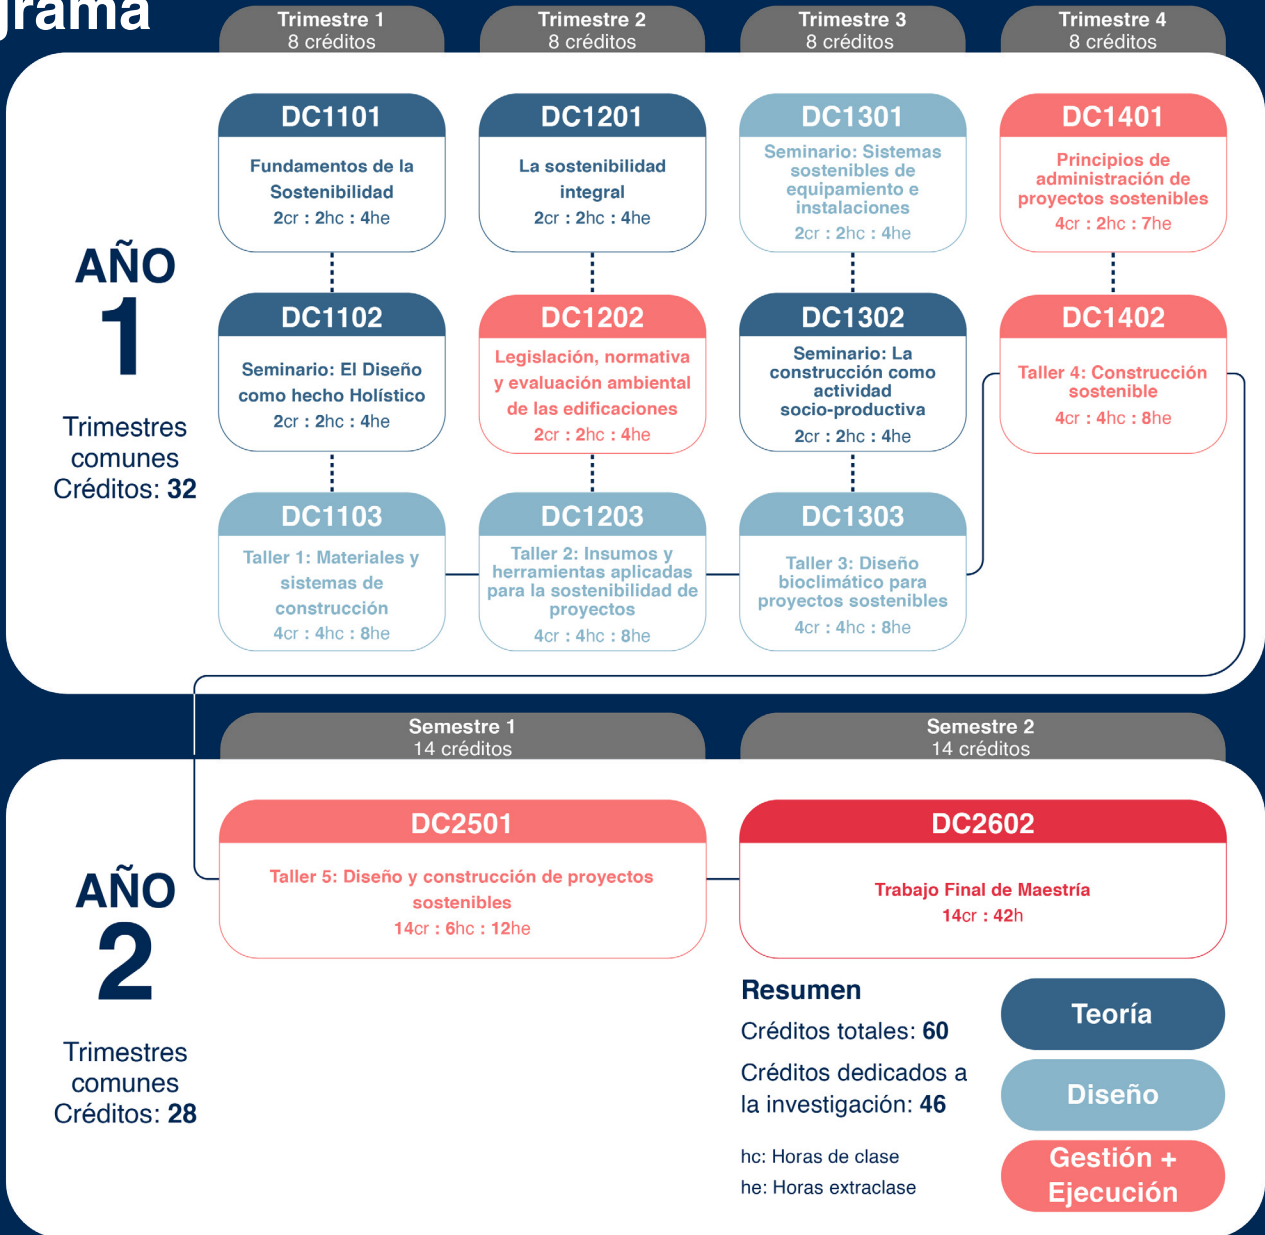 Trimestre 1
8 créditos
Trimestre 2
8 créditos
Trimestre 3
8 créditos
Trimestre 4
8 créditos
AÑO
1
Trimestres
comunes
Créditos: 32
DC1101
Fundamentos de la
Sostenibilidad
2cr : 2hc : 4he
DC1201
La sostenibilidad
integral
2cr : 2hc : 4he
DC1301
Seminario: Sistemas
sostenibles de
equipamiento e
instalaciones
2cr : 2hc : 4he
DC1401
Principios de
administración de
proyectos sostenibles
4cr : 2hc : 7he
DC1102
Seminario: El Diseño
como hecho Holístico
2cr : 2hc : 4he
DC1202
Legislación, normativa
y evaluación ambiental
de las edificaciones
2cr : 2hc : 4he
DC1302
Seminario: La
construcción como
actividad
socio-productiva
2cr : 2hc : 4he
DC1402
Taller 4: Construcción
sostenible
4cr : 4hc : 8he
DC1103
Taller 1: Materiales y
sistemas de
construcción
4cr : 4hc : 8he
DC1203
Taller 2: Insumos y
herramientas aplicadas
para la sostenibilidad de
proyectos
4cr : 4hc : 8he
DC1303
Taller 3: Diseño
bioclimático para
proyectos sostenibles
4cr : 4hc : 8he
Semestre 1
14 créditos
Semestre 2
14 créditos
AÑO
2
Trimestres
comunes
Créditos: 28
DC2501
Taller 5: Diseño y construcción de proyectos
sostenibles
14cr : 6hc : 12he
DC2602
Trabajo Final de Maestría
14cr : 42h
Resumen
Créditos totales: 60
Créditos dedicados a
la investigación: 46
hc: Horas de clase
he: Horas extraclase
Teoría
Diseño
Gestión +
Ejecución